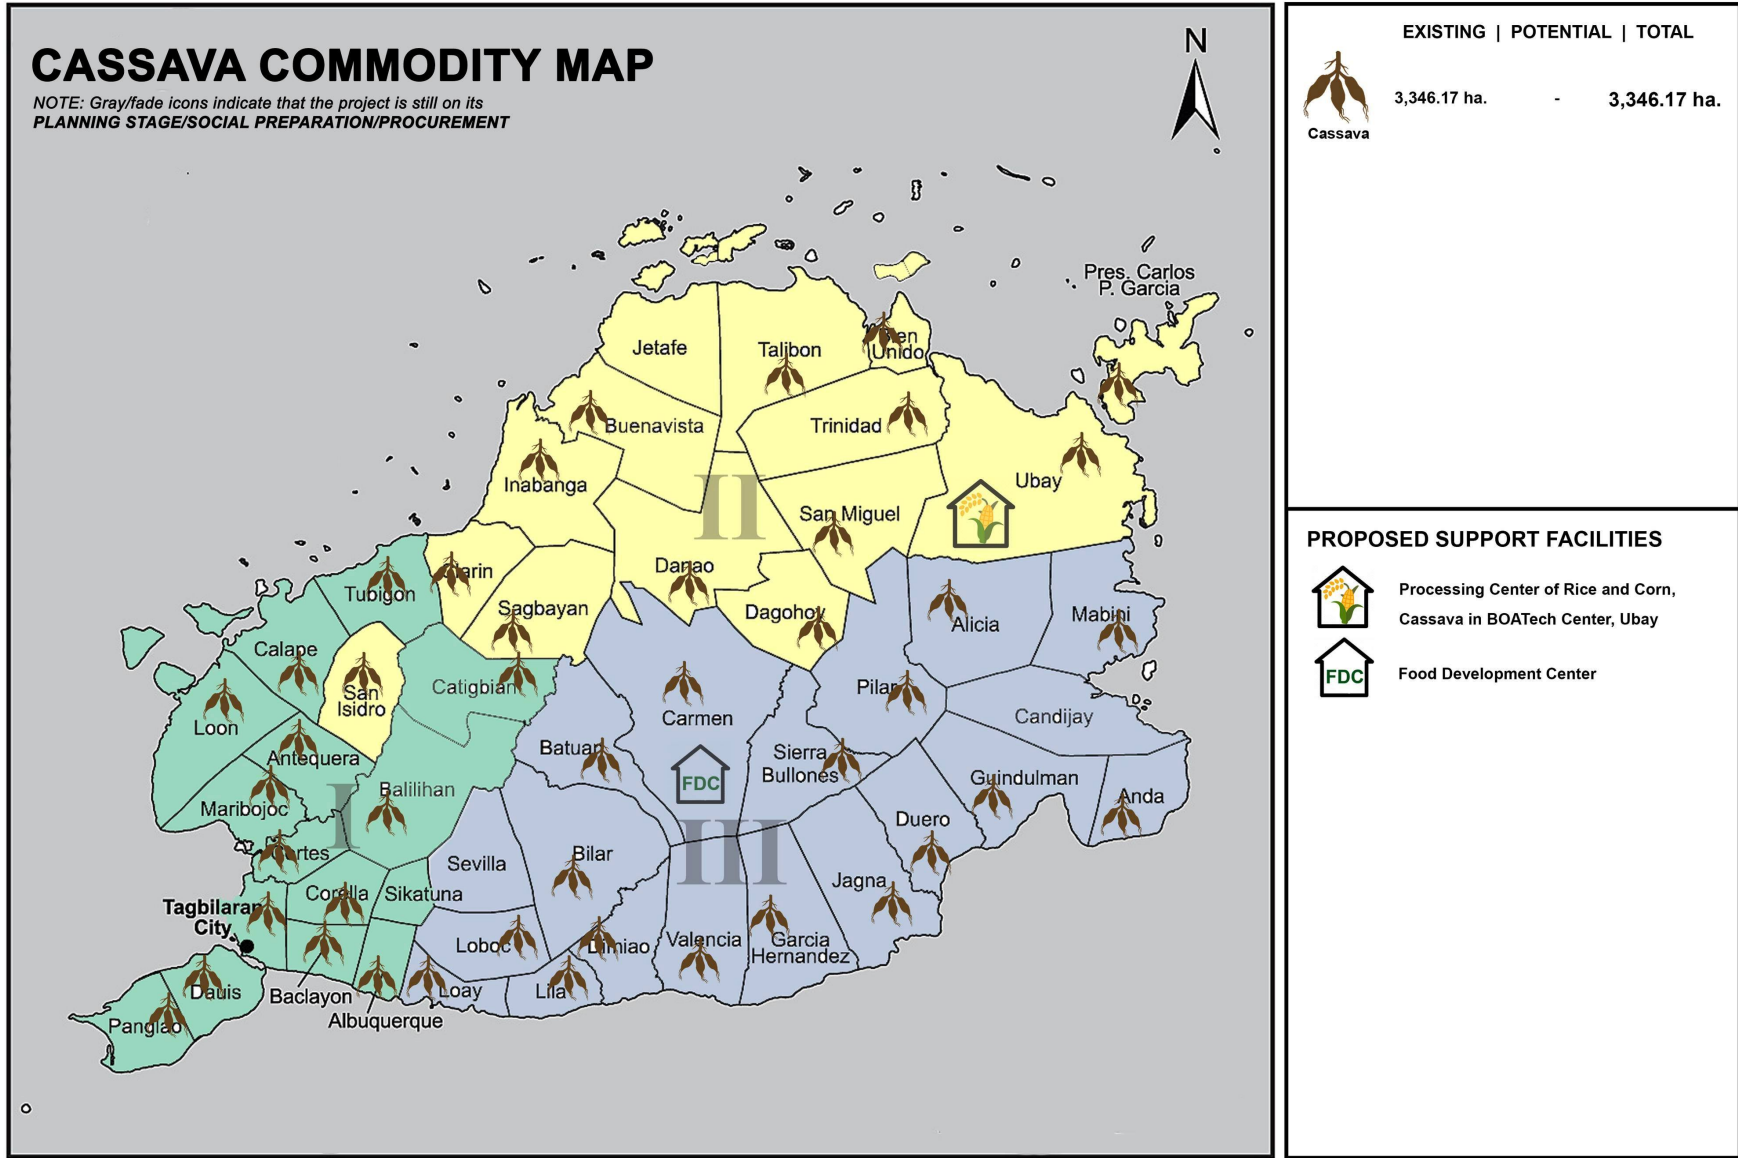 CASSAVA COMMODITY MAP
NOTE: Gray/fade icons indicate that the project is still on its
PLANNING STAGE/SOCIAL PREPARATION/PROCUREMENT
N
EXISTING | POTENTIAL | TOTAL
3,346.17 ha. - 3,346.17 ha.
Cassava
PROPOSED SUPPORT FACILITIES
Processing Center of Rice and Corn,
Cassava in BOATech Center, Ubay
FDC
Food Development Center
Pres. Carlos
P. Garcia
Jetafe
Talibon
Bien
Unido
Buenavista
Trinidad
Inabanga
Ubay
II
San Miguel
Danao
Clarin
Tubigon
Sagbayan
Dagohoy
Alicia
Mabini
Calape
San
Isidro
Catigbian
Pilar
Loon
Carmen
Candijay
Antequera
Batuan
Sierra
Bullones
FDC
Guindulman
Anda
Maribojoc
Balilihan
I
Cortes
Duero
Sevilla
Bilar
III
Jagna
Corella
Sikatuna
Tagbilaran
City
Loboc
Dimiao
Valencia
Garcia
Hernandez
Dauis
Baclayon
Loay
Lila
Albuquerque
Panglao